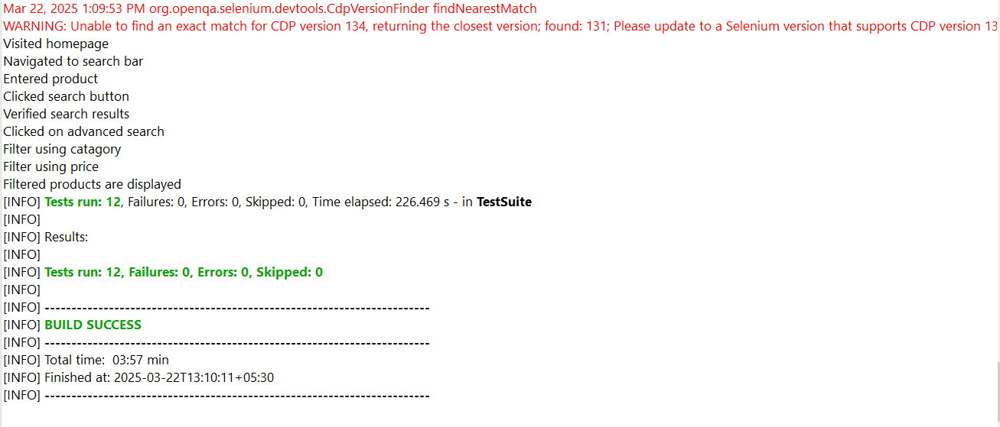 Mar 22, 2025 1:09:53 PM org.openqa.selenium.devtools.CdpVersionFinder findNearestMatch
WARNING: Unable to find an exact match for CDP version 134, returning the closest version; found: 131; Please update to a Selenium version that supports CDP version 13
Visited homepage
Navigated to search bar
Entered product
Clicked search button
Verified search results
Clicked on advanced search
Filter using catagory
Filter using price
Filtered products are displayed
[INFO] Tests run: 12, Failures: 0, Errors: 0, Skipped: 0, Time elapsed: 226.469 s - in TestSuite
[INFO]
[INFO] Results:
[INFO]
[INFO] Tests run: 12, Failures: 0, Errors: 0, Skipped: 0
[INFO]
[INFO] ------------------------------------------------------------------------
[INFO] BUILD SUCCESS
[INFO] ------------------------------------------------------------------------
[INFO] Total time:  03:57 min
[INFO] Finished at: 2025-03-22T13:10:11+05:30
[INFO] ------------------------------------------------------------------------